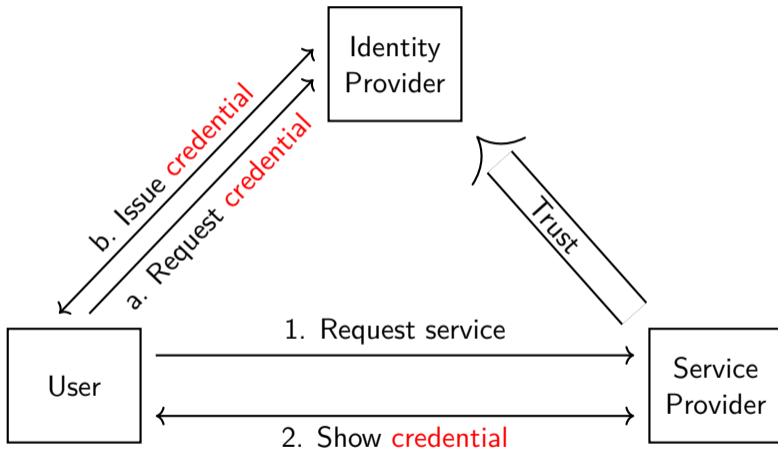 Identity
Provider
b. Issue credential
a. Request credential
Trust
1. Request service
User
Service
Provider
2. Show credential